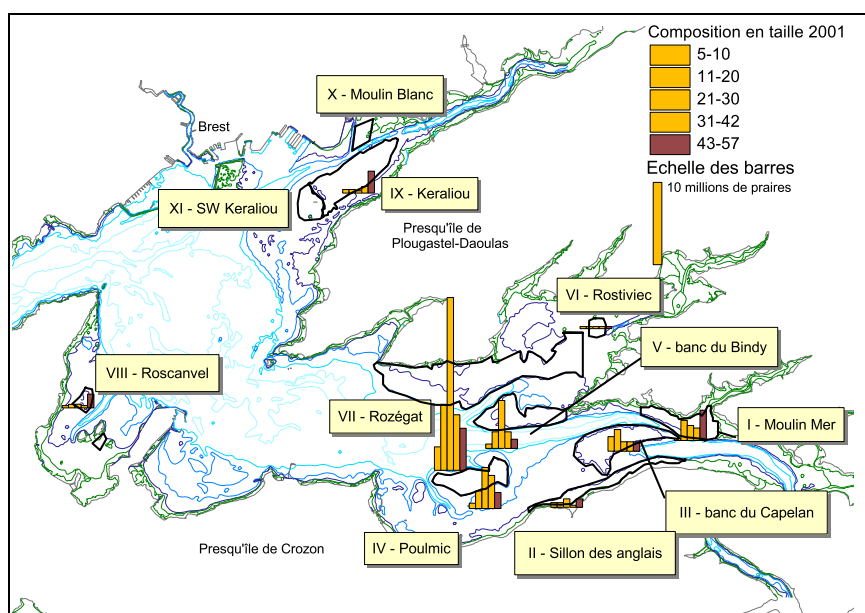 Composition en taille 2001
5-10
11-20
21-30
31-42
43-57
Echelle des barres
10 millions de praires
X - Moulin Blanc
Brest
IX - Keraliou
XI - SW Keraliou
Presqu'île de
Plougastel-Daoulas
VI - Rostiviec
V - banc du Bindy
VIII - Roscanvel
VII - Rozégat
I - Moulin Mer
III - banc du Capelan
Presqu'île de Crozon
IV - Poulmic
II - Sillon des anglais